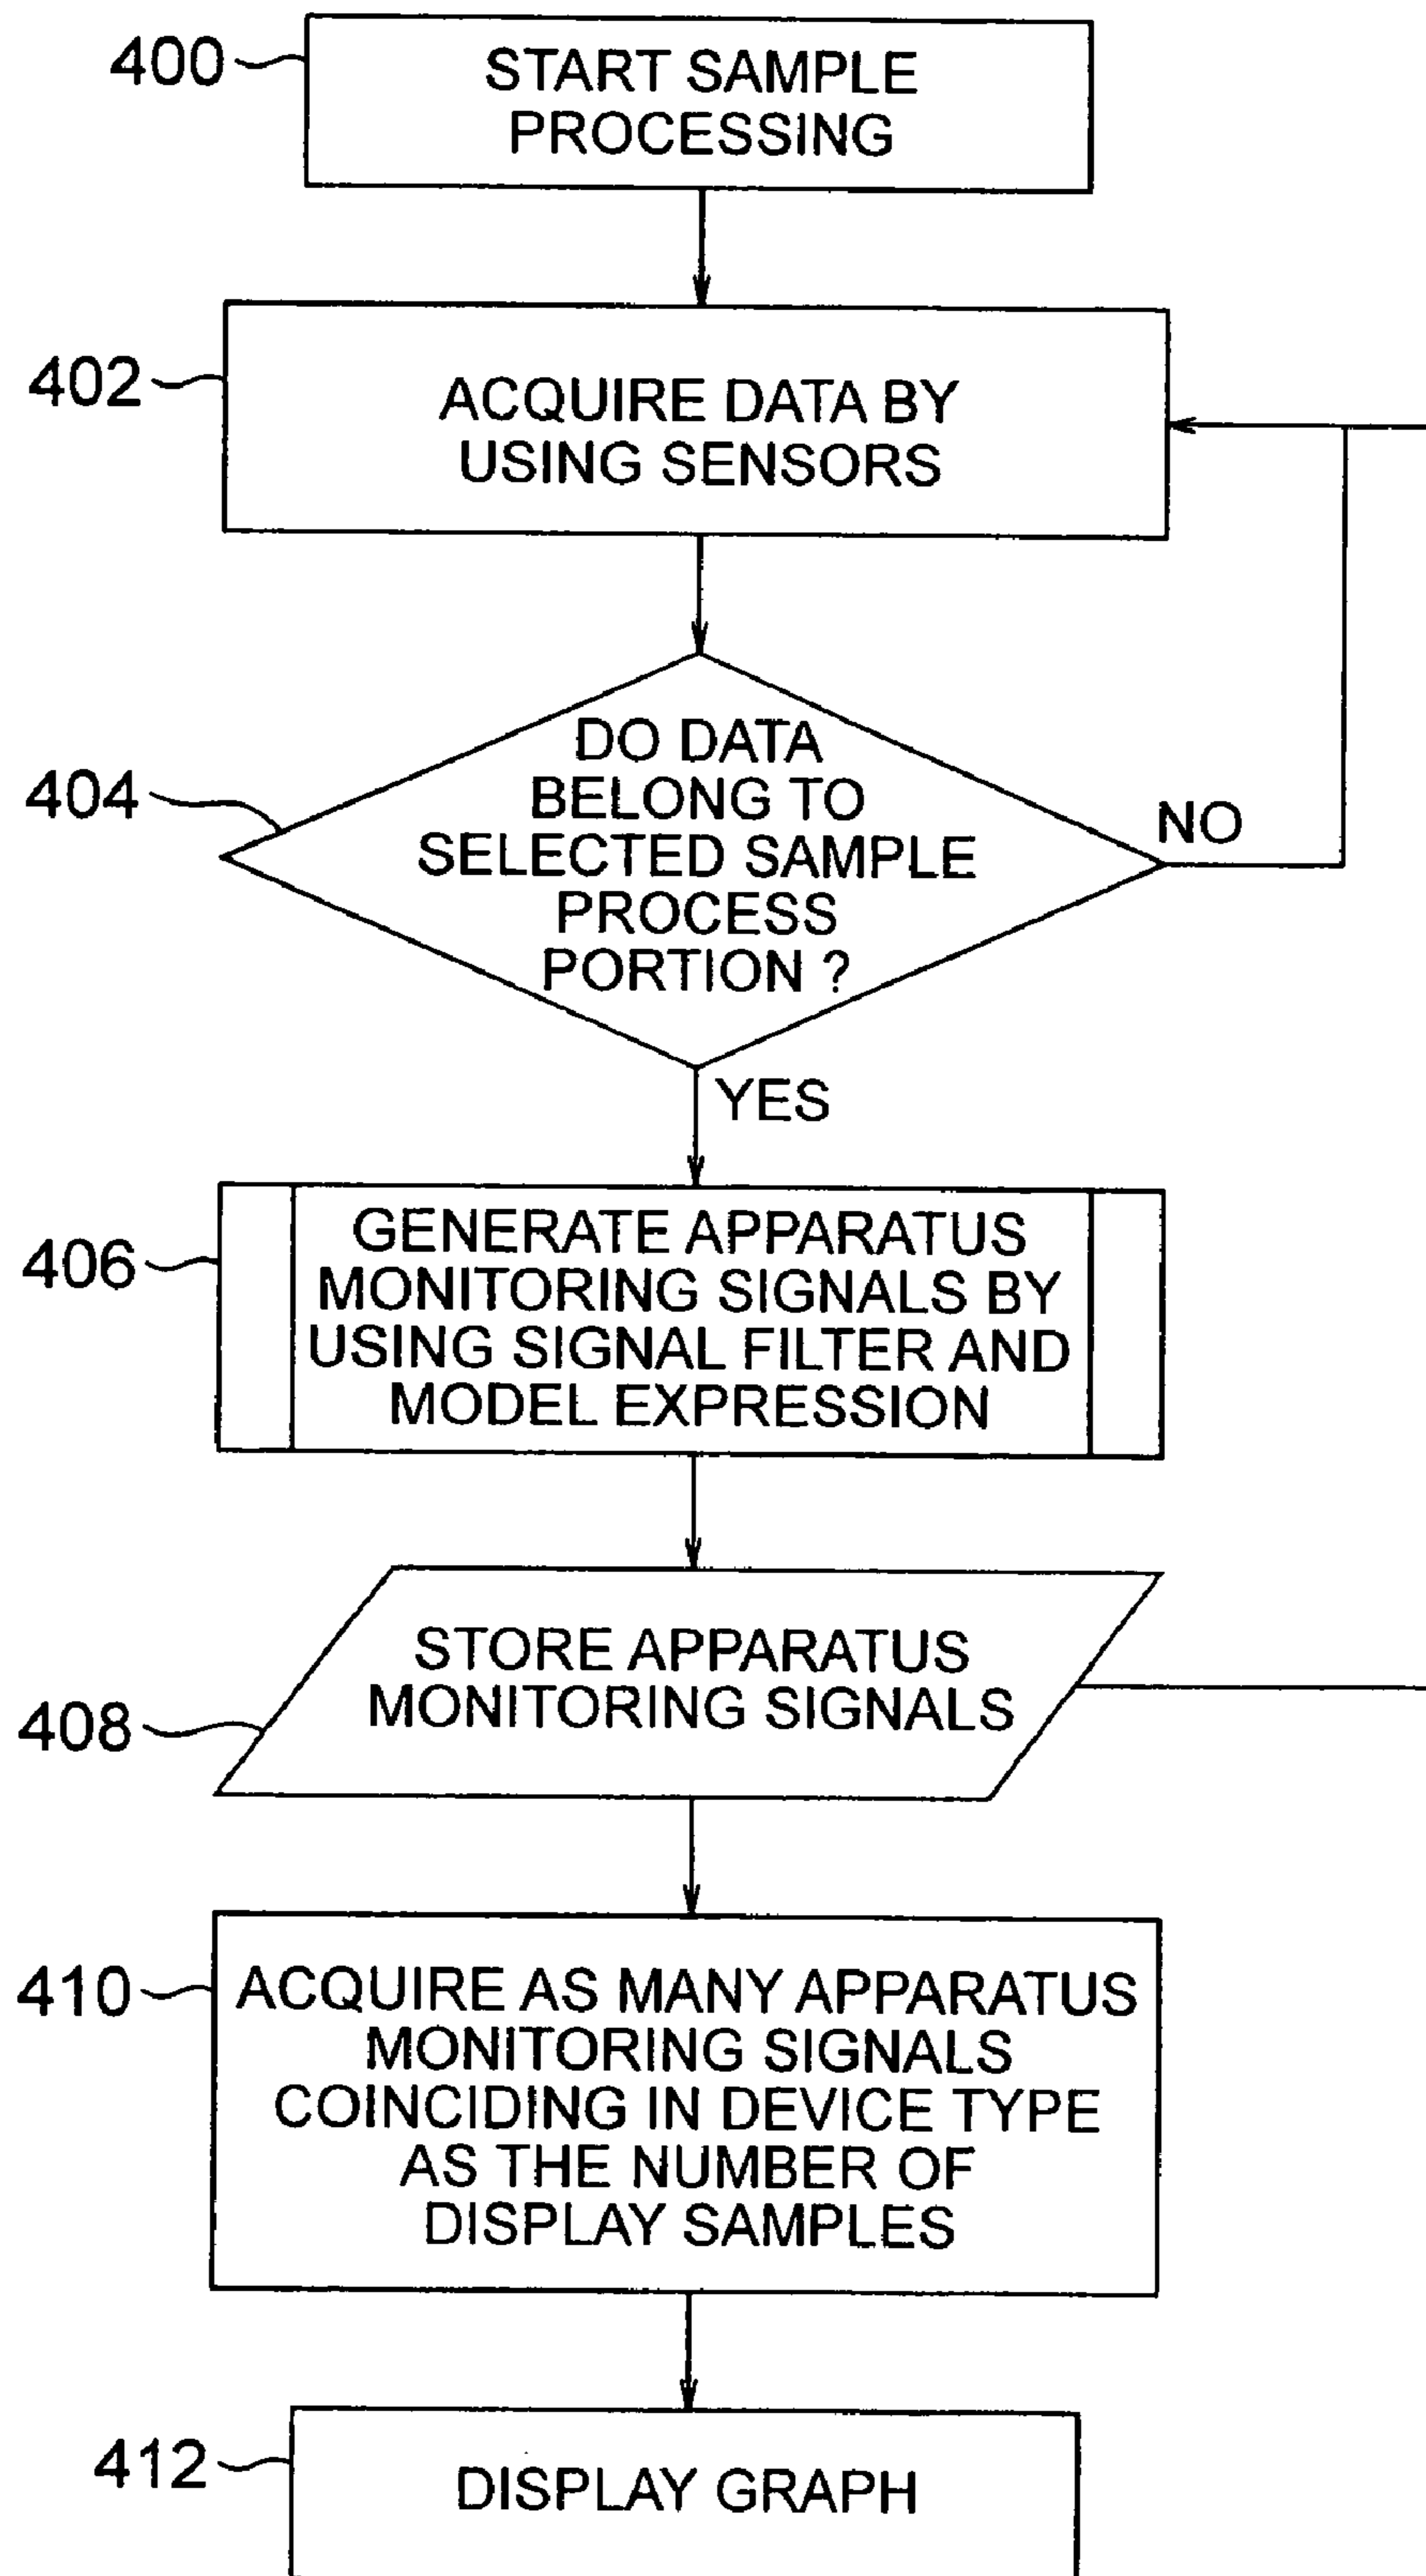 400
START SAMPLE
PROCESSING
402
ACQUIRE DATA BY
USING SENSORS
404
DO DATA
BELONG TO
SELECTED SAMPLE
PROCESS
PORTION ?
NO
YES
406
GENERATE APPARATUS
MONITORING SIGNALS BY
USING SIGNAL FILTER AND
MODEL EXPRESSION
408
STORE APPARATUS
MONITORING SIGNALS
410
ACQUIRE AS MANY APPARATUS
MONITORING SIGNALS
COINCIDING IN DEVICE TYPE
AS THE NUMBER OF
DISPLAY SAMPLES
412
DISPLAY GRAPH